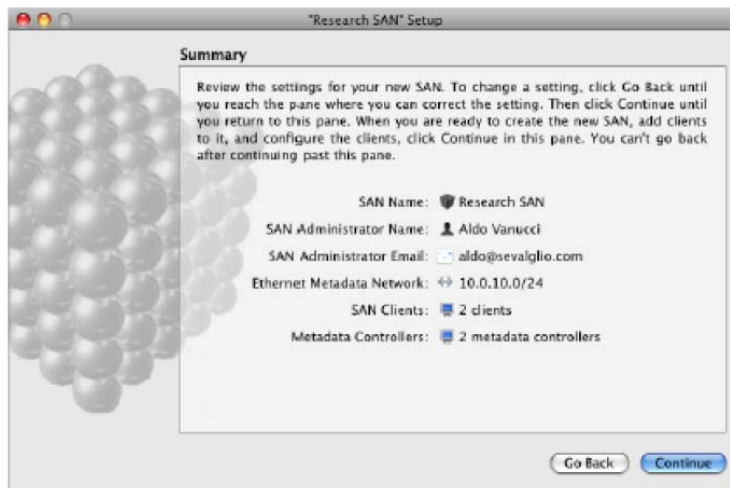 "Research SAN" Setup
Summary
Review the settings for your new SAN. To change a setting, click Go Back until
you reach the pane where you can correct the setting. Then click Continue until
you return to this pane. When you are ready to create the new SAN, add clients
to it, and configure the clients, click Continue in this pane. You can't go back
after continuing past this pane.
SAN Name: Research SAN
SAN Administrator Name: Aldo Vanucci
SAN Administrator Email: aldo@sevalglio.com
Ethernet Metadata Network: 10.0.10.0/24
SAN Clients: 2 clients
Metadata Controllers: 2 metadata controllers
Go Back Continue